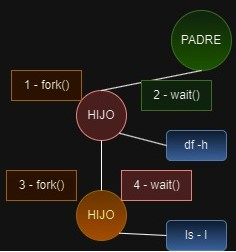 PADRE
1 - fork()
2 - wait()
HIJO
df -h
3 - fork()
4 - wait()
HIJO
ls - l